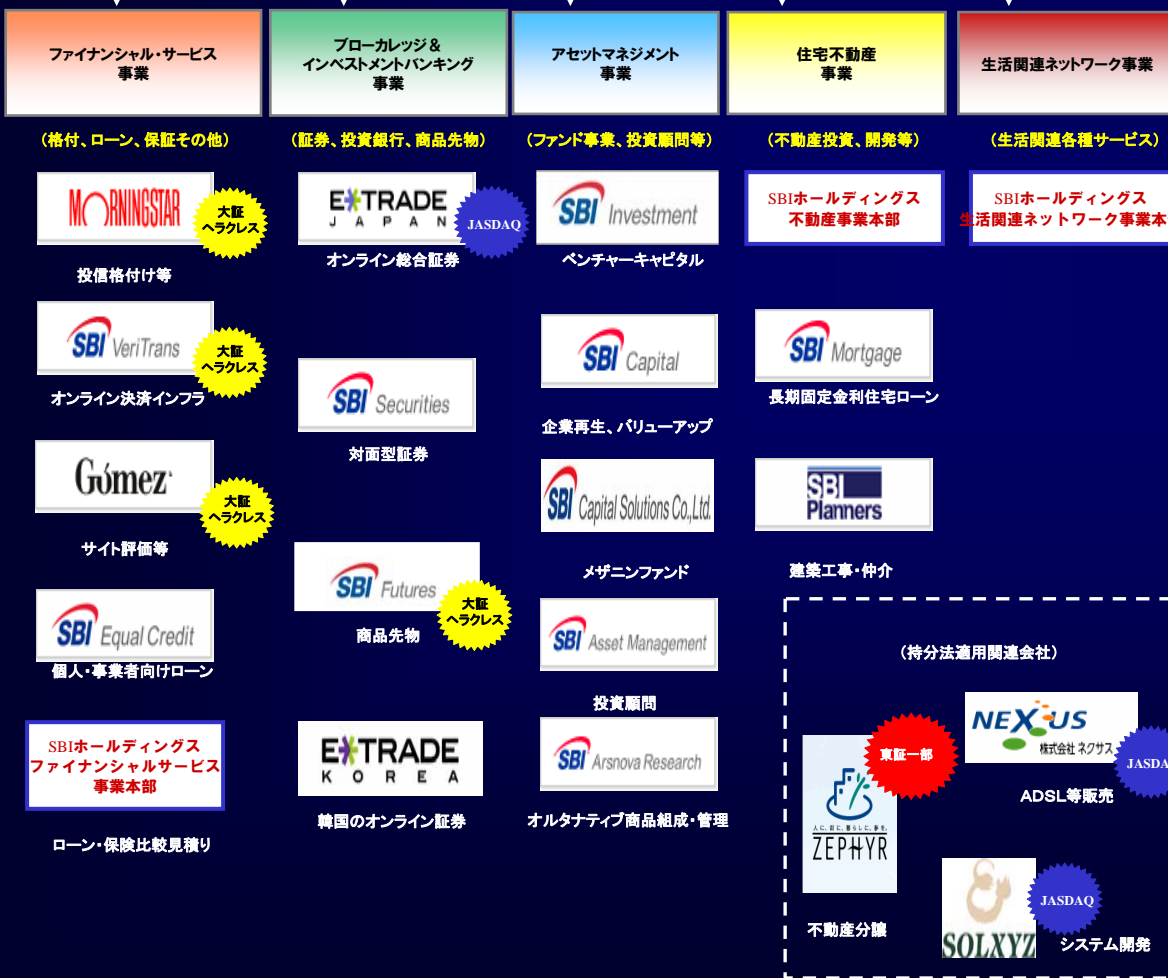 ファイナンシャル・サービス
事業
(格付、ローン、保証その他)
MORNINGSTAR
大証
ヘラクレス
投信格付け等
SBI VeriTrans
大証
ヘラクレス
オンライン決済インフラ
Gómez
大証
ヘラクレス
サイト評価等
SBI Equal Credit
個人・事業者向けローン
SBIホールディングス
ファイナンシャルサービス
事業本部
ローン・保険比較見積り
ブローカレッジ&
インベストメントバンキング
事業
(証券、投資銀行、商品先物)
E*TRADE
JAPAN
JASDAQ
オンライン総合証券
SBI Securities
対面型証券
SBI Futures
大証
ヘラクレス
商品先物
E*TRADE
KOREA
韓国のオンライン証券
アセットマネジメント
事業
(ファンド事業、投資顧問等)
SBI Investment
ベンチャーキャピタル
SBI Capital
企業再生、バリューアップ
SBI Capital Solutions Co.,Ltd.
メザニンファンド
SBI Asset Management
投資顧問
SBI Arsnova Research
オルタナティブ商品組成・管理
住宅不動産
事業
(不動産投資、開発等)
SBIホールディングス
不動産事業本部
SBI Mortgage
長期固定金利住宅ローン
SBI
Planners
建築工事・仲介
生活関連ネットワーク事業
(生活関連各種サービス)
SBIホールディングス
生活関連ネットワーク事業本
(持分法適用関連会社)
東証一部
人に、街に、暮らしに、夢を。
ZEPHYR
不動産分譲
NEXUS
株式会社 ネクサス
JASDA
ADSL等販売
SOLXYZ
JASDAQ
システム開発